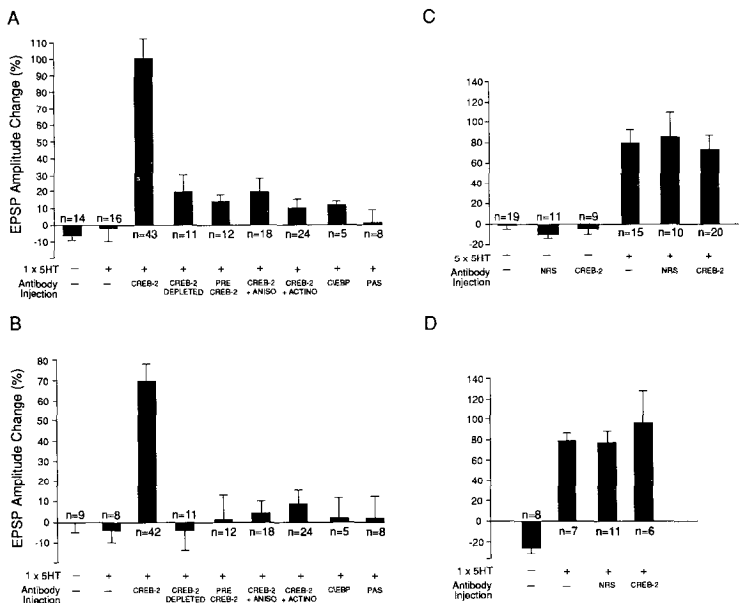 A
EPSP Amplitude Change (%)
110
100
90
80
70
60
50
40
30
20
10
0
-10
n=14 n=16 n=43 n=11 n=12 n=18 n=24 n=5 n=8
1 x 5HT – + + + + + + + +
Antibody Injection – – CREB-2 CREB-2 DEPLETED PRE CREB-2 CREB-2 + ANISO CREB-2 + ACTINO C\EBP PAS
B
EPSP Amplitude Change (%)
80
70
60
50
40
30
20
10
0
-10
n=9 n=8 n=42 n=11 n=12 n=18 n=24 n=5 n=8
1 x 5HT – + + + + + + + +
Antibody Injection – – CREB-2 CREB-2 DEPLETED PRE CREB-2 CREB-2 + ANISO CREB-2 + ACTINO C\EBP PAS
C
140
120
100
80
60
40
20
0
-20
n=19 n=11 n=9 n=15 n=10 n=20
5 x 5HT – – – + + +
Antibody Injection – NRS CREB-2 – NRS CREB-2
D
140
120
100
80
60
40
20
0
-20
n=8 n=7 n=11 n=6
1 x 5HT – + + +
Antibody Injection – – NRS CREB-2